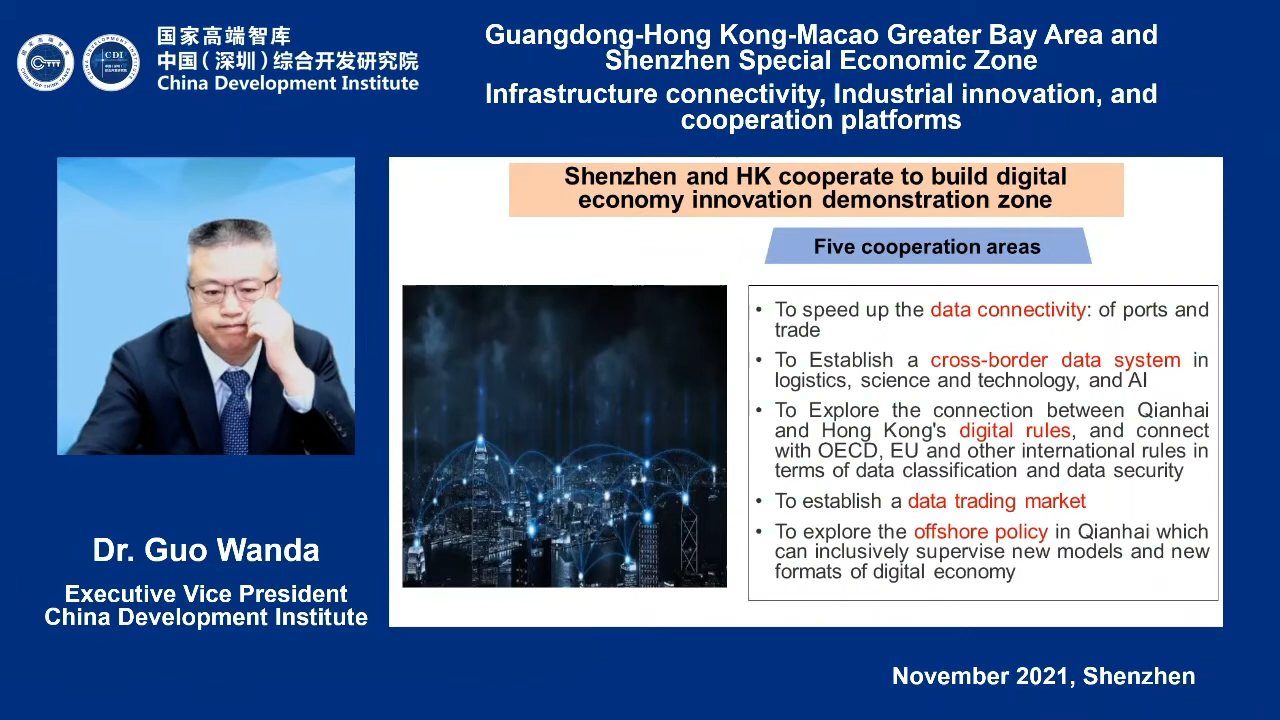 国家高端智库
中国(深圳)综合开发研究院
China Development Institute
CDI
Guangdong-Hong Kong-Macao Greater Bay Area and
Shenzhen Special Economic Zone
Infrastructure connectivity, Industrial innovation, and
cooperation platforms
Shenzhen and HK cooperate to build digital
economy innovation demonstration zone
Five cooperation areas
• To speed up the data connectivity: of ports and
trade
• To Establish a cross-border data system in
logistics, science and technology, and AI
• To Explore the connection between Qianhai
and Hong Kong's digital rules, and connect
with OECD, EU and other international rules in
terms of data classification and data security
• To establish a data trading market
• To explore the offshore policy in Qianhai which
can inclusively supervise new models and new
formats of digital economy
Dr. Guo Wanda
Executive Vice President
China Development Institute
November 2021, Shenzhen